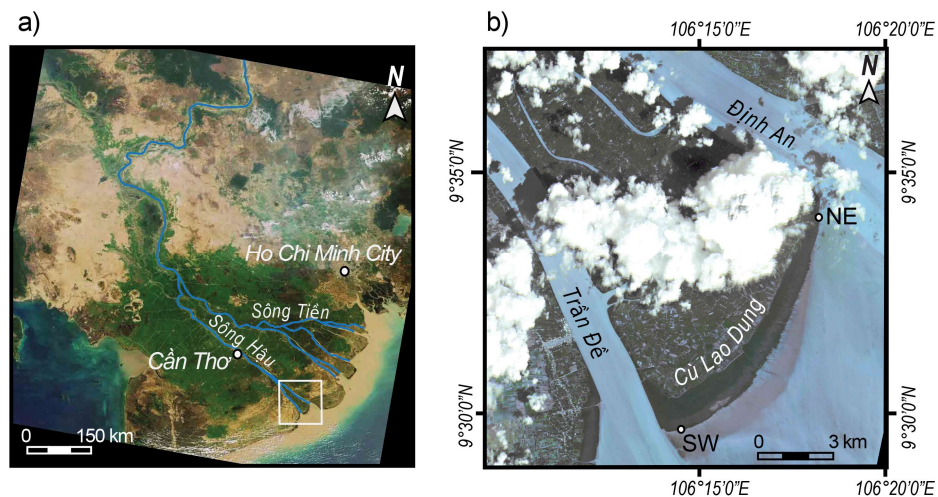 a)
N
Ho Chi Minh City
Sông Tiền
Sông Hậu
Cần Thơ
0 150 km
b)
106°15'0"E 106°20'0"E
N
Định An
9°35'0"N 9°35'0"N
NE
Trần Đề
Cù Lao Dung
9°30'0"N 9°30'0"N
SW
0 3 km
106°15'0"E 106°20'0"E